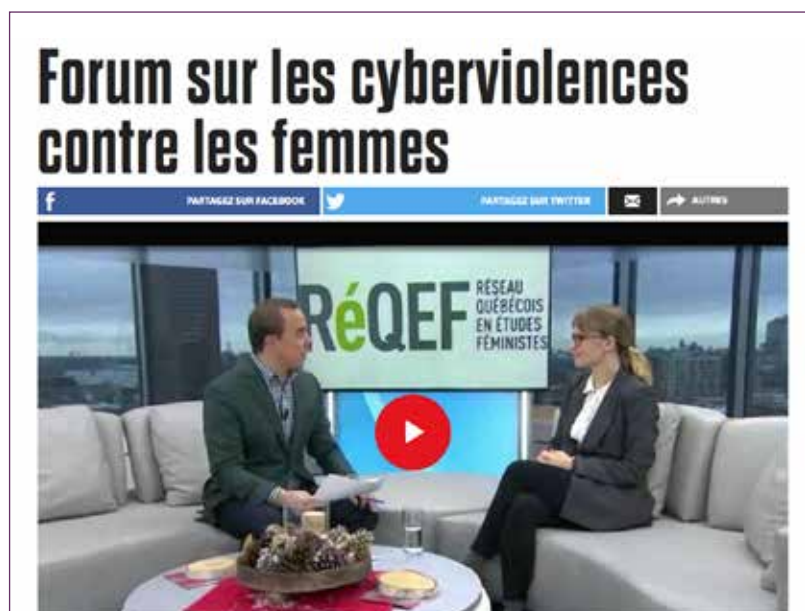 Forum sur les cyberviolences
contre les femmes
f PARTAGEZ SUR FACEBOOK
PARTAGEZ SUR TWITTER
AUTRES
RéQEF
RÉSEAU
QUÉBÉCOIS
EN ÉTUDES
FÉMINISTES